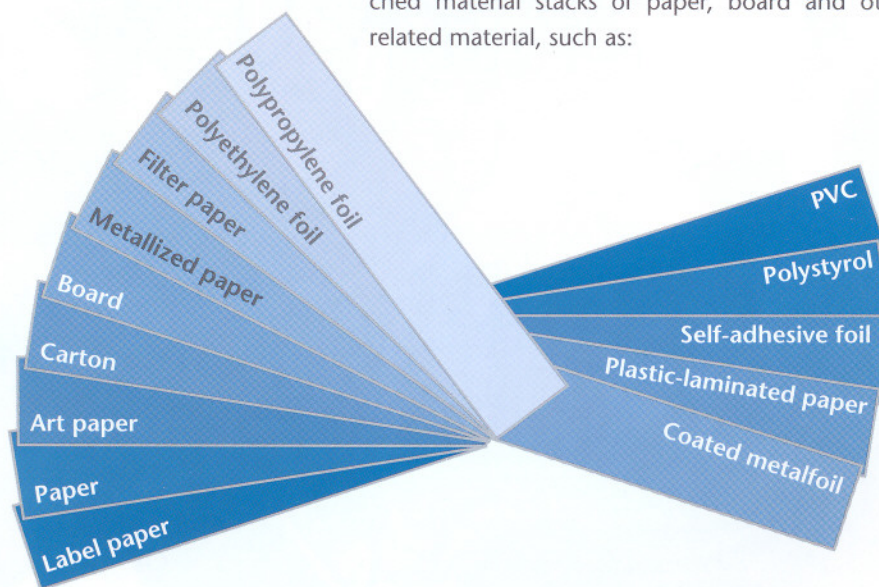 related material, such as:
Polypropylene foil
Polyethylene foil
Filter paper
Metallized paper
Board
Carton
Art paper
Paper
Label paper
PVC
Polystyrol
Self-adhesive foil
Plastic-laminated paper
Coated metalfoil